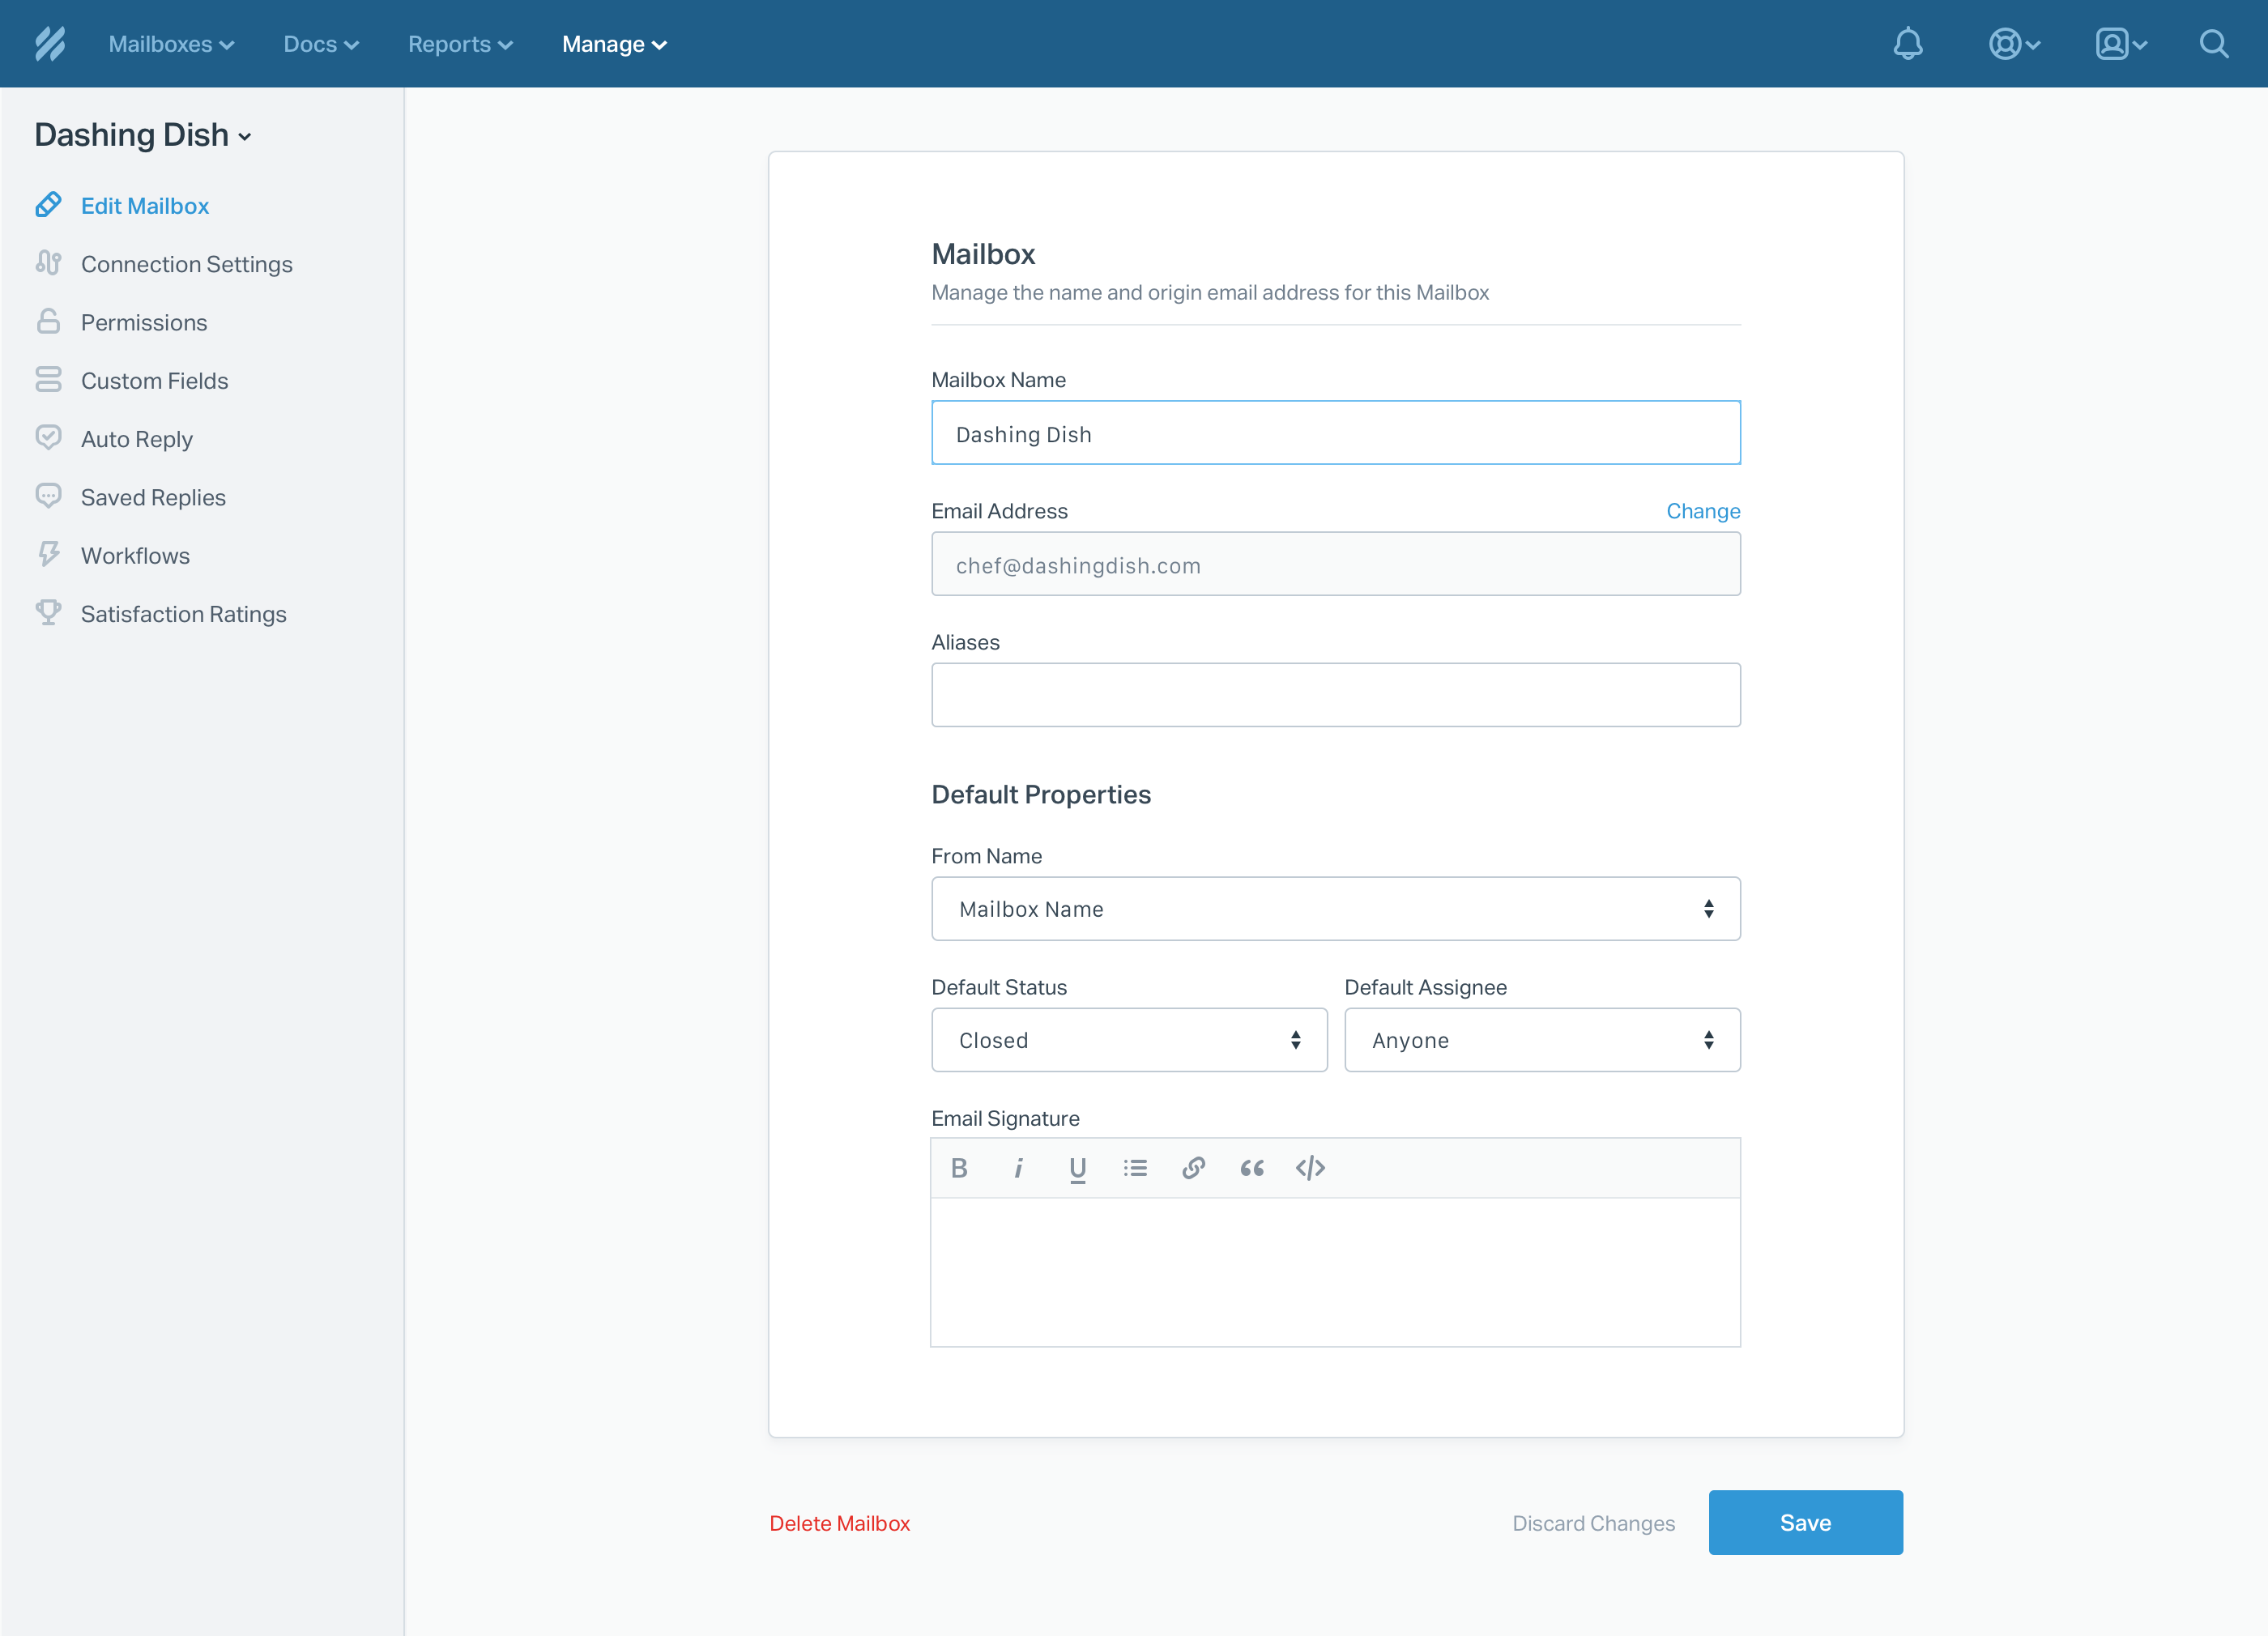 Mailboxes Docs Reports Manage
Dashing Dish
Edit Mailbox
Connection Settings
Permissions
Custom Fields
Auto Reply
Saved Replies
Workflows
Satisfaction Ratings
Mailbox
Manage the name and origin email address for this Mailbox
Mailbox Name
Dashing Dish
Email Address Change
chef@dashingdish.com
Aliases
Default Properties
From Name
Mailbox Name
Default Status Default Assignee
Closed Anyone
Email Signature
B i U
Delete Mailbox Discard Changes Save